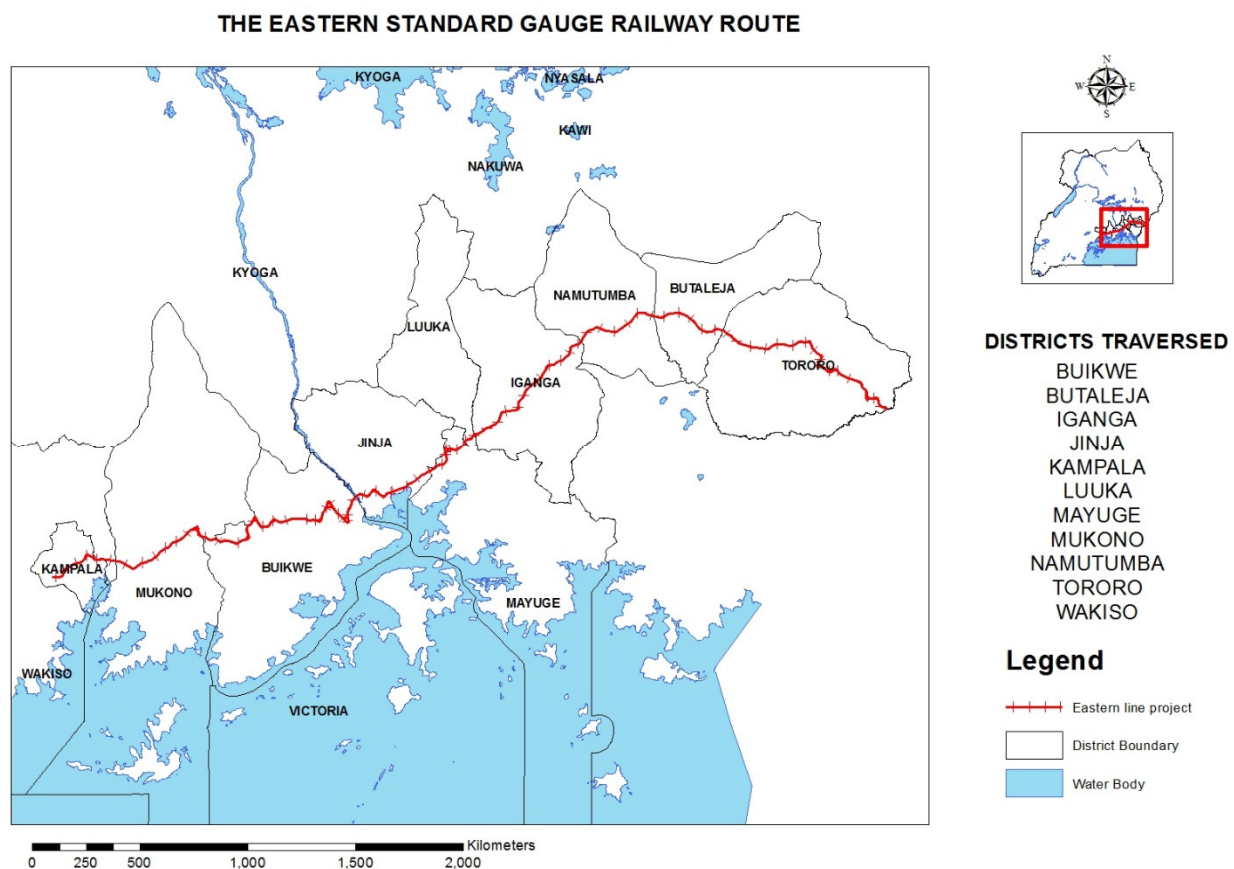 THE EASTERN STANDARD GAUGE RAILWAY ROUTE
KYOGA
NYASALA
KAWI
NAKUWA
KYOGA
LUUKA
NAMUTUMBA
BUTALEJA
TORORO
IGANGA
JINJA
KAMPALA
MUKONO
BUIKWE
MAYUGE
WAKISO
VICTORIA
N
W E
S
DISTRICTS TRAVERSED
BUIKWE
BUTALEJA
IGANGA
JINJA
KAMPALA
LUUKA
MAYUGE
MUKONO
NAMUTUMBA
TORORO
WAKISO
Legend
Eastern line project
District Boundary
Water Body
Kilometers
0 250 500 1,000 1,500 2,000